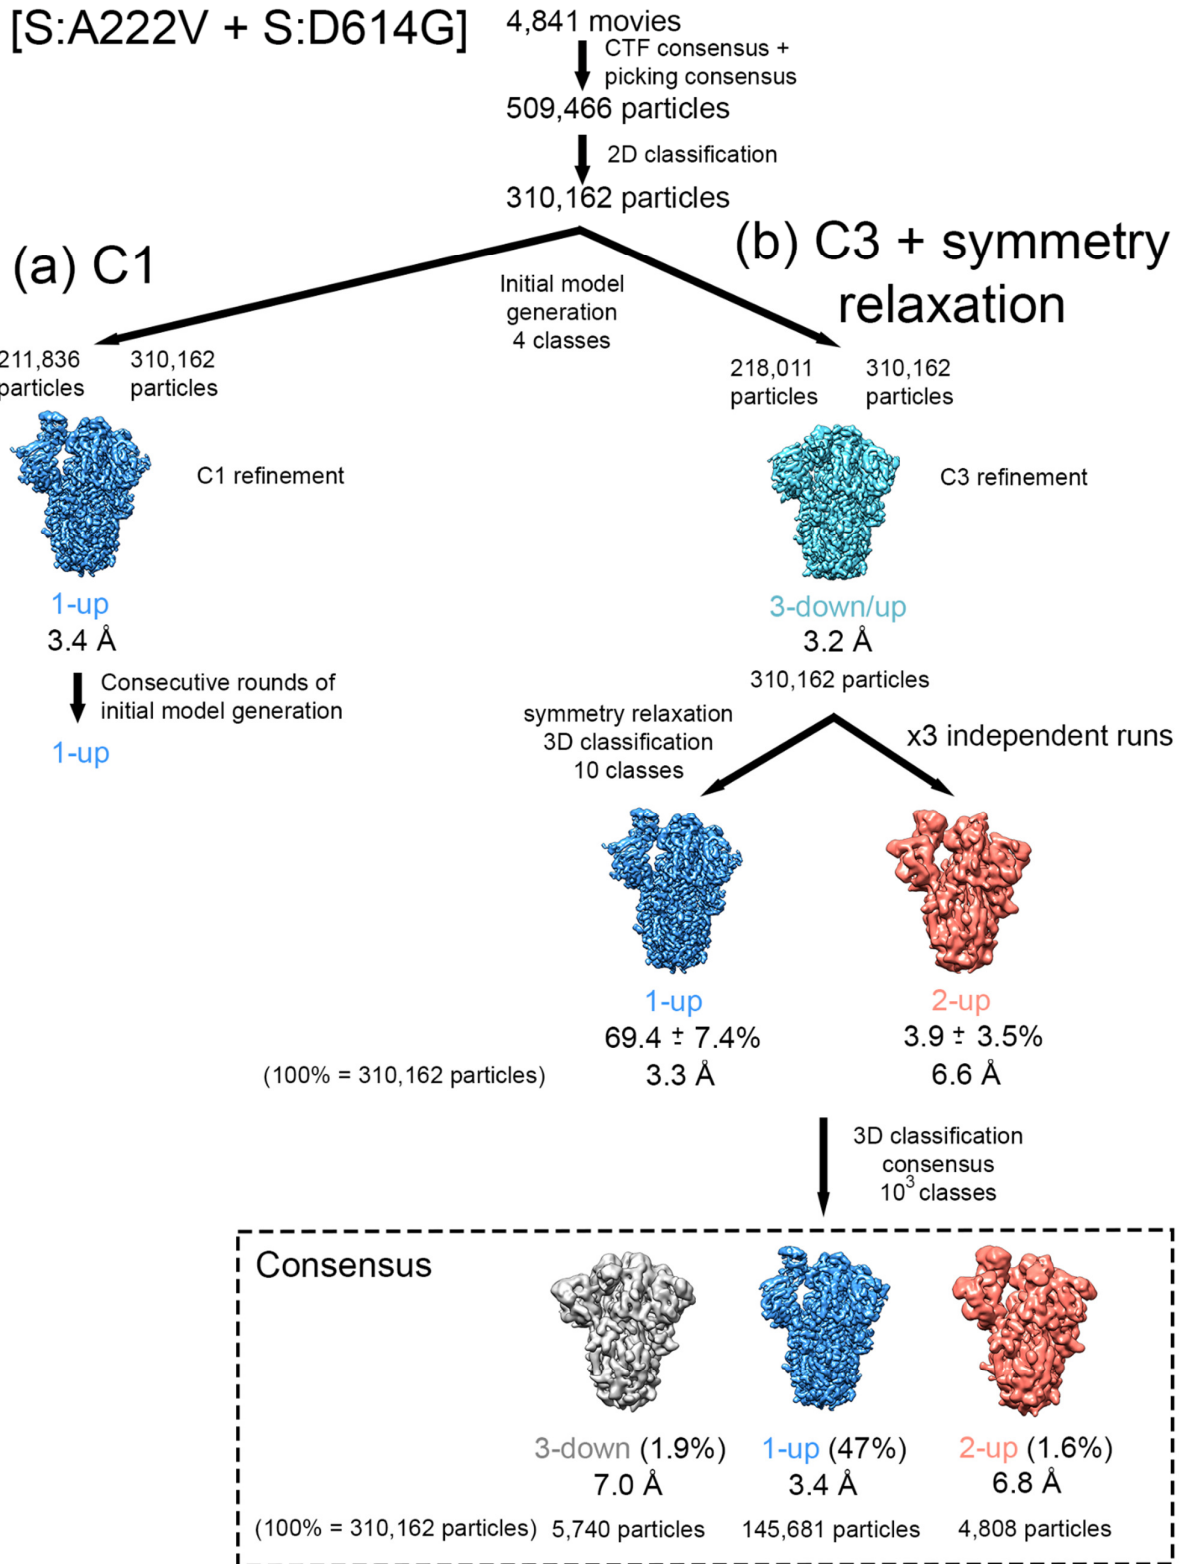 [S:A222V + S:D614G]
4,841 movies
CTF consensus +
picking consensus
509,466 particles
2D classification
310,162 particles
(a) C1
(b) C3 + symmetry
relaxation
Initial model
generation
4 classes
211,836
particles
310,162
particles
218,011
particles
310,162
particles
C1 refinement
C3 refinement
1-up
3.4 Å
3-down/up
3.2 Å
310,162 particles
Consecutive rounds of
initial model generation
1-up
symmetry relaxation
3D classification
10 classes
x3 independent runs
1-up
69.4 ± 7.4%
3.3 Å
2-up
3.9 ± 3.5%
6.6 Å
(100% = 310,162 particles)
3D classification
consensus
10³ classes
Consensus
3-down (1.9%)
7.0 Å
1-up (47%)
3.4 Å
2-up (1.6%)
6.8 Å
(100% = 310,162 particles)
5,740 particles
145,681 particles
4,808 particles